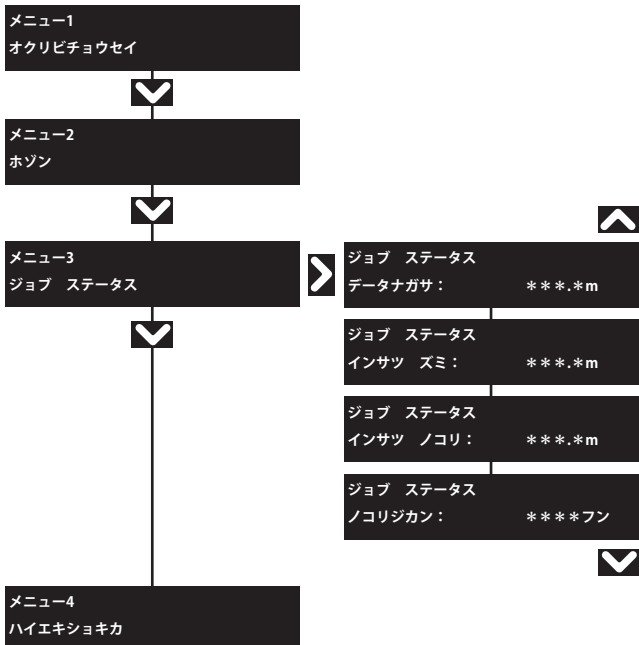 メニュー1
オクリビチョウセイ
メニュー2
ホゾン
メニュー3
ジョブ　ステータス
ジョブ　ステータス
データナガサ：　＊＊＊.＊m
ジョブ　ステータス
インサツ　ズミ：　＊＊＊.＊m
ジョブ　ステータス
インサツ　ノコリ：　＊＊＊.＊m
ジョブ　ステータス
ノコリジカン：　＊＊＊＊フン
メニュー4
ハイエキショキカ